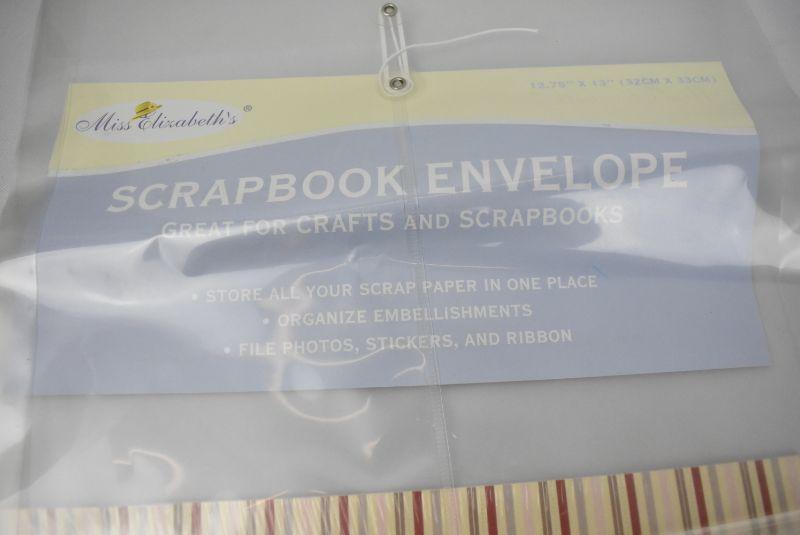 12.75" X 13" (32CM X 33CM)
Miss Elizabeth's®
SCRAPBOOK ENVELOPE
GREAT FOR CRAFTS AND SCRAPBOOKS
• STORE ALL YOUR SCRAP PAPER IN ONE PLACE
• ORGANIZE EMBELLISHMENTS
• FILE PHOTOS, STICKERS, AND RIBBON